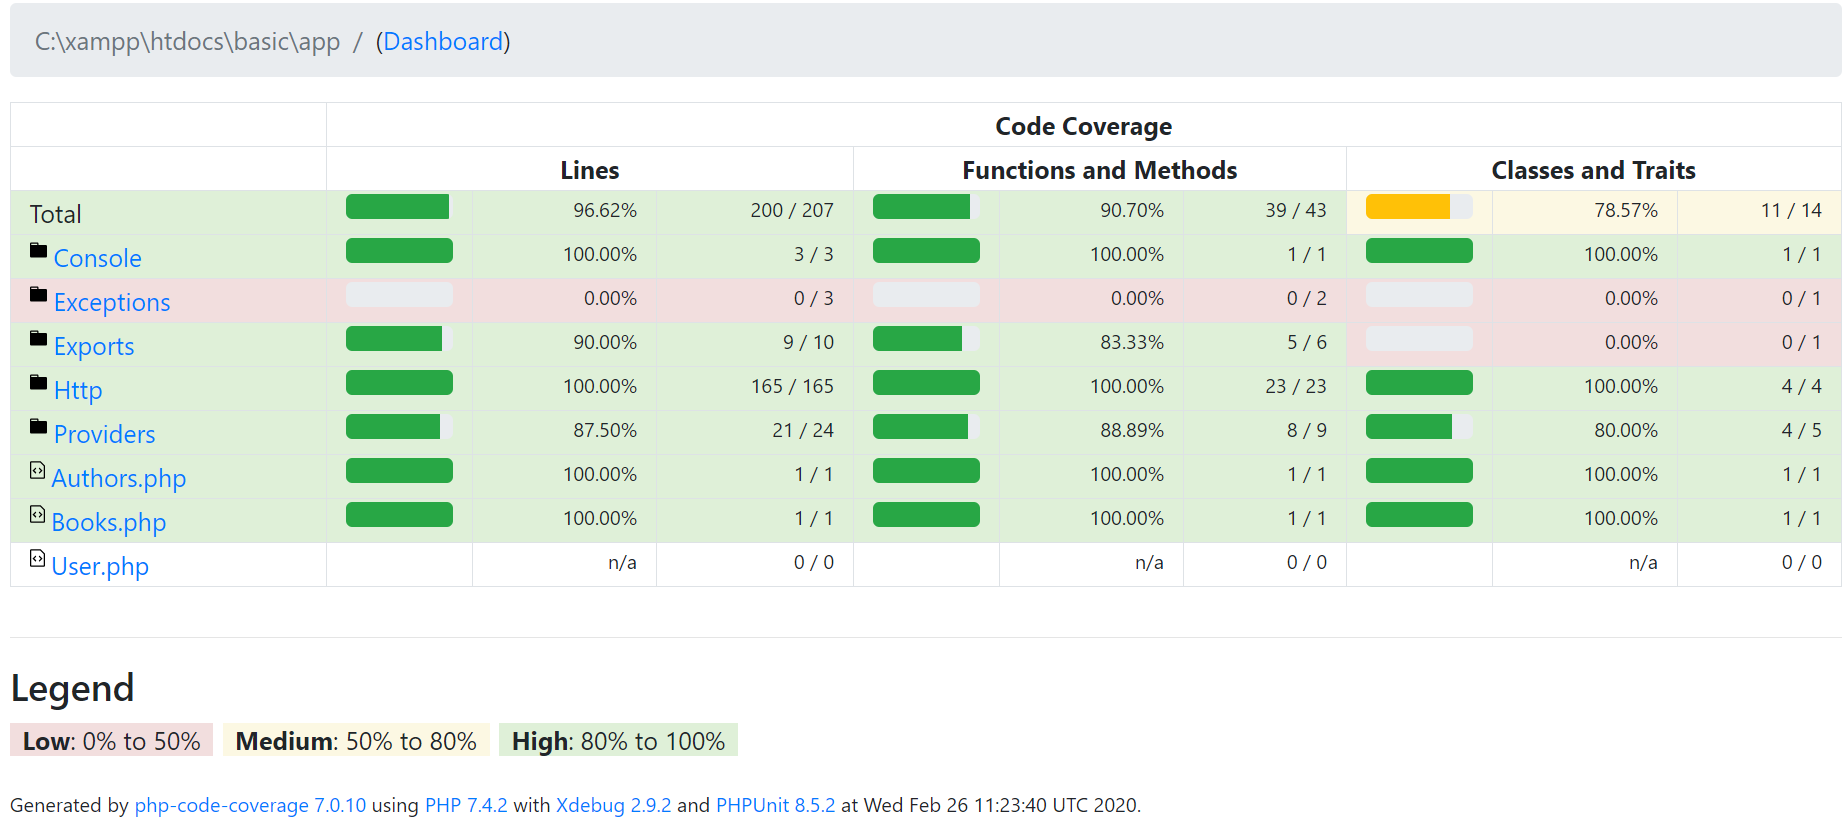 C:\xampp\htdocs\basic\app / (Dashboard)
Code Coverage
Lines Functions and Methods Classes and Traits
Total 96.62% 200 / 207 90.70% 39 / 43 78.57% 11 / 14
Console 100.00% 3 / 3 100.00% 1 / 1 100.00% 1 / 1
Exceptions 0.00% 0 / 3 0.00% 0 / 2 0.00% 0 / 1
Exports 90.00% 9 / 10 83.33% 5 / 6 0.00% 0 / 1
Http 100.00% 165 / 165 100.00% 23 / 23 100.00% 4 / 4
Providers 87.50% 21 / 24 88.89% 8 / 9 80.00% 4 / 5
Authors.php 100.00% 1 / 1 100.00% 1 / 1 100.00% 1 / 1
Books.php 100.00% 1 / 1 100.00% 1 / 1 100.00% 1 / 1
User.php n/a 0 / 0 n/a 0 / 0 n/a 0 / 0
Legend
Low: 0% to 50% Medium: 50% to 80% High: 80% to 100%
Generated by php-code-coverage 7.0.10 using PHP 7.4.2 with Xdebug 2.9.2 and PHPUnit 8.5.2 at Wed Feb 26 11:23:40 UTC 2020.